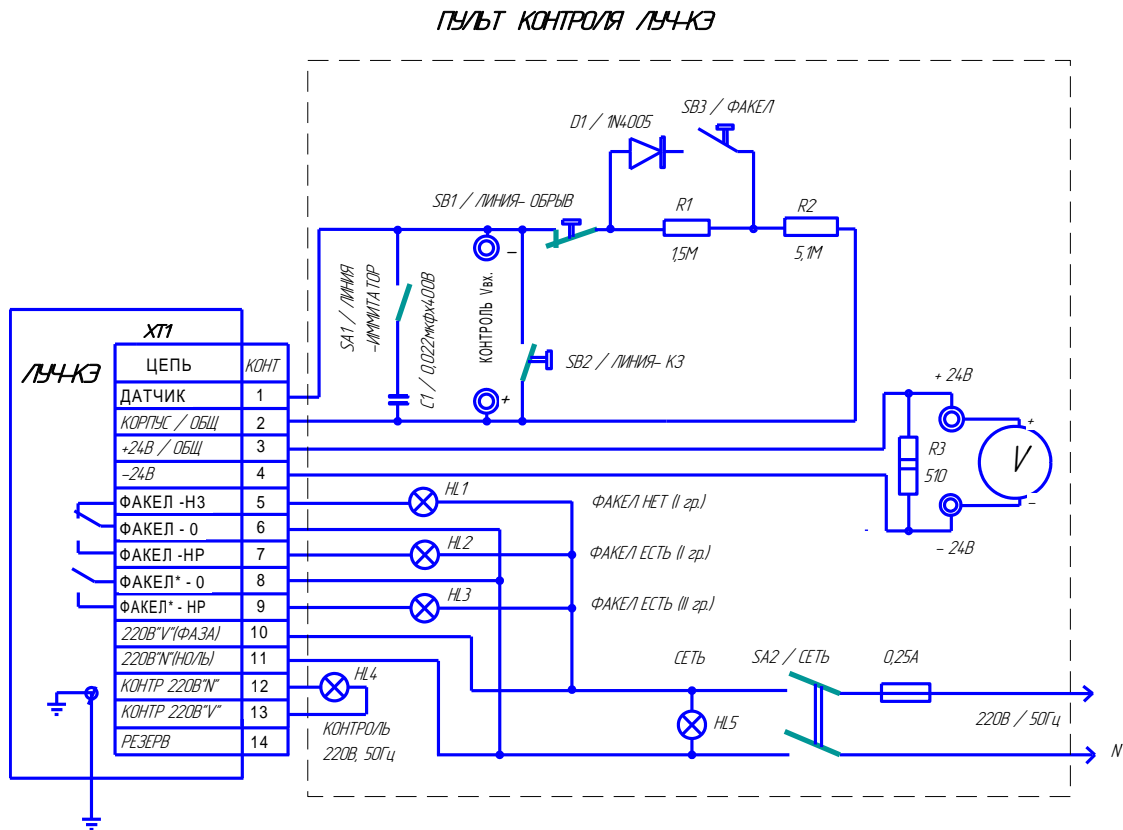 ПУЛЬТ КОНТРОЛЯ ЛУЧ-КЭ
D1 / 1N4005
SB3 / ФАКЕЛ
SB1 / ЛИНИЯ- ОБРЫВ
R1
1,5М
R2
5,1М
SA1 / ЛИНИЯ
-ИММИТАТОР
C1 / 0,022мкфх400В
КОНТРОЛЬ Vвх.
–
+
SB2 / ЛИНИЯ- КЗ
ЛУЧ-КЭ
XT1
ЦЕПЬ КОНТ
ДАТЧИК 1
КОРПУС / ОБЩ 2
+24В / ОБЩ 3
-24В 4
ФАКЕЛ -НЗ 5
ФАКЕЛ - 0 6
ФАКЕЛ -НР 7
ФАКЕЛ* - 0 8
ФАКЕЛ* - НР 9
220В"V"(ФАЗА) 10
220В"N"(НОЛЬ) 11
КОНТР 220В"N" 12
КОНТР 220В"V" 13
РЕЗЕРВ 14
+ 24В
R3
510
+
V
–
- 24В
HL1
ФАКЕЛ НЕТ (I гр.)
HL2
ФАКЕЛ ЕСТЬ (I гр.)
HL3
ФАКЕЛ ЕСТЬ (II гр.)
HL4
КОНТРОЛЬ
220В, 50Гц
СЕТЬ
HL5
SA2 / СЕТЬ
0,25А
220В / 50Гц
N